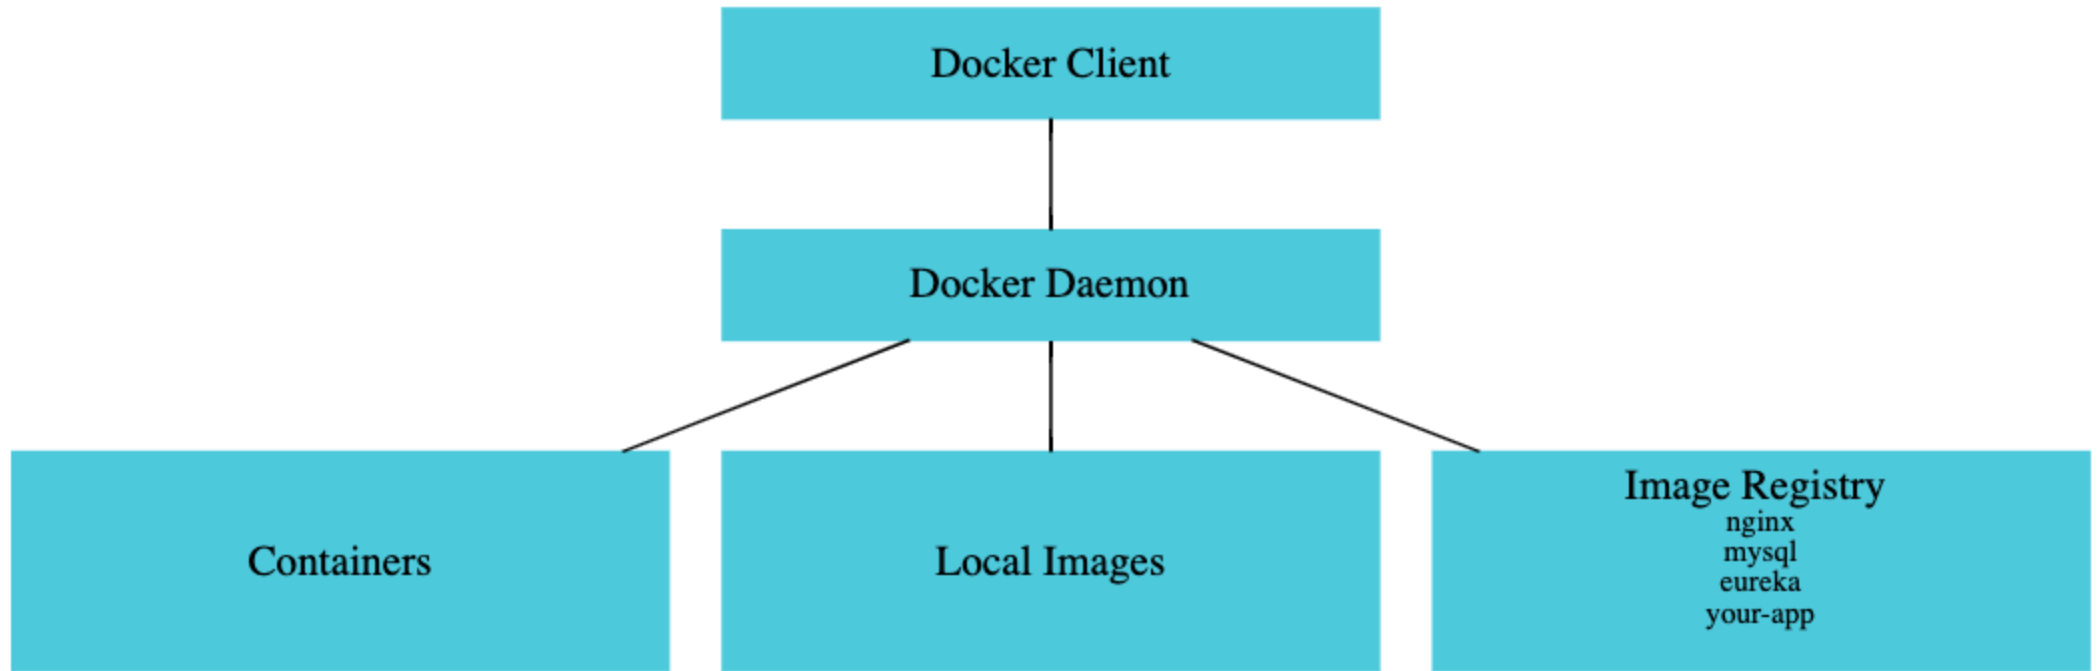 Docker Client
Docker Daemon
Containers
Local Images
Image Registry
nginx
mysql
eureka
your-app